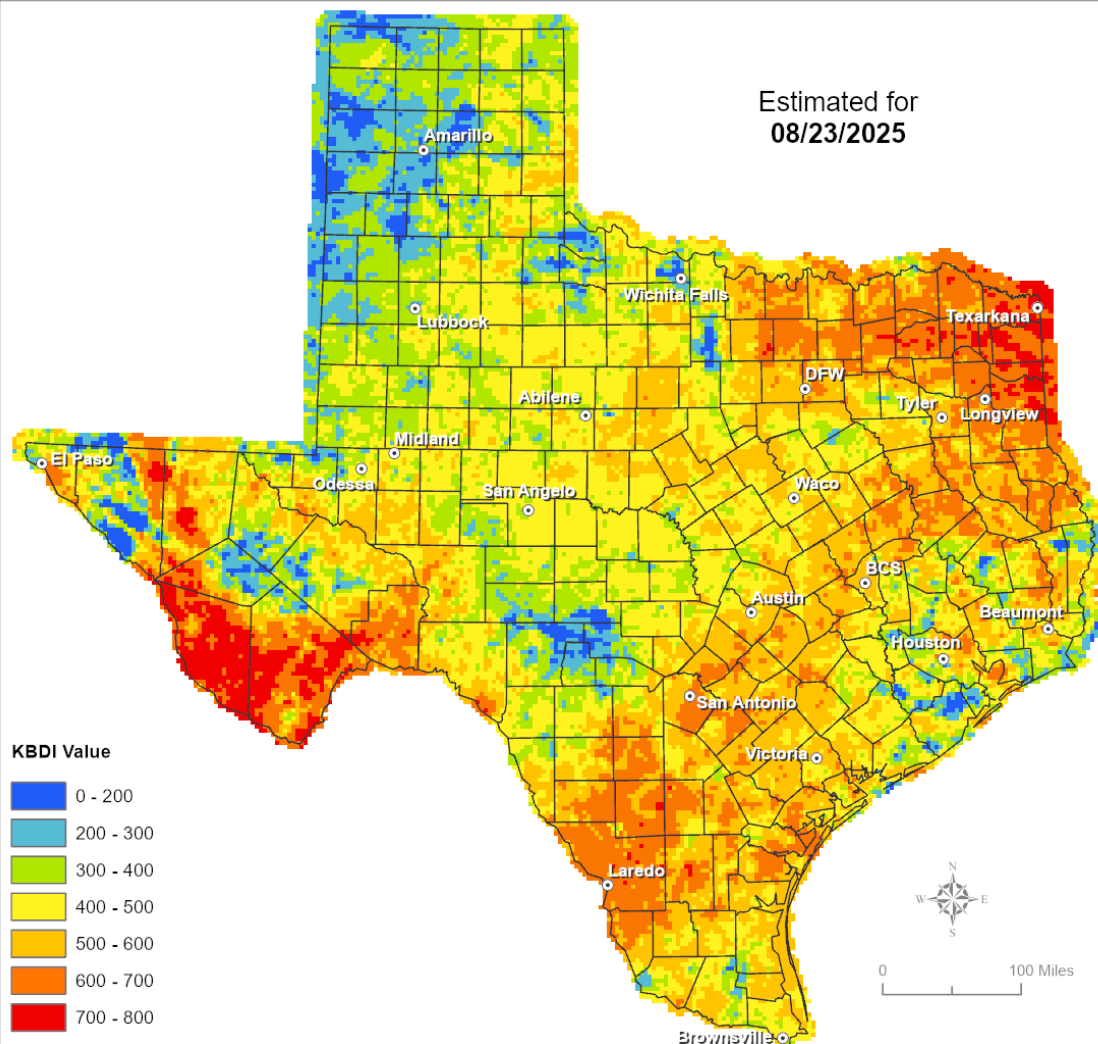 Estimated for
08/23/2025
Amarillo
Wichita Falls
Lubbock
Texarkana
DFW
Abilene
Tyler
Longview
Midland
El Paso
Odessa
San Angelo
Waco
BCS
Austin
Beaumont
Houston
San Antonio
Victoria
Laredo
Brownsville
KBDI Value
0 - 200
200 - 300
300 - 400
400 - 500
500 - 600
600 - 700
700 - 800
N
W E
S
0 100 Miles